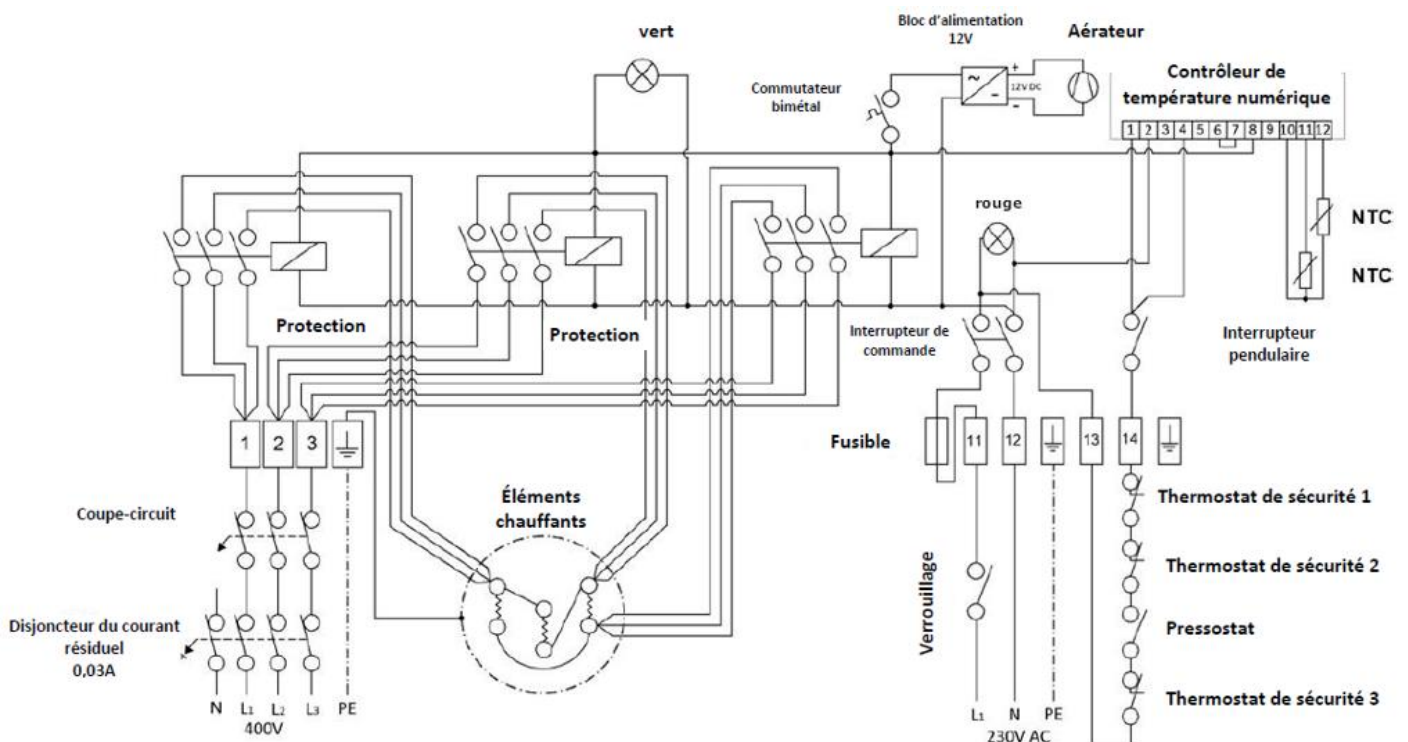 Bloc d'alimentation
12V
vert
Aérateur
Commutateur
bimétal
+
12V DC
-
~
-
Contrôleur de
température numérique
1 2 3 4 5 6 7 8 9 10 11 12
rouge
NTC
NTC
Protection
Protection
Interrupteur de
commande
Interrupteur
pendulaire
1 2 3
Fusible
11 12 13 14
Coupe-circuit
Éléments
chauffants
Thermostat de sécurité 1
Thermostat de sécurité 2
Verrouillage
Pressostat
Disjoncteur du courant
résiduel
0,03A
Thermostat de sécurité 3
N L1 L2 L3 PE
400V
L1 N PE
230V AC